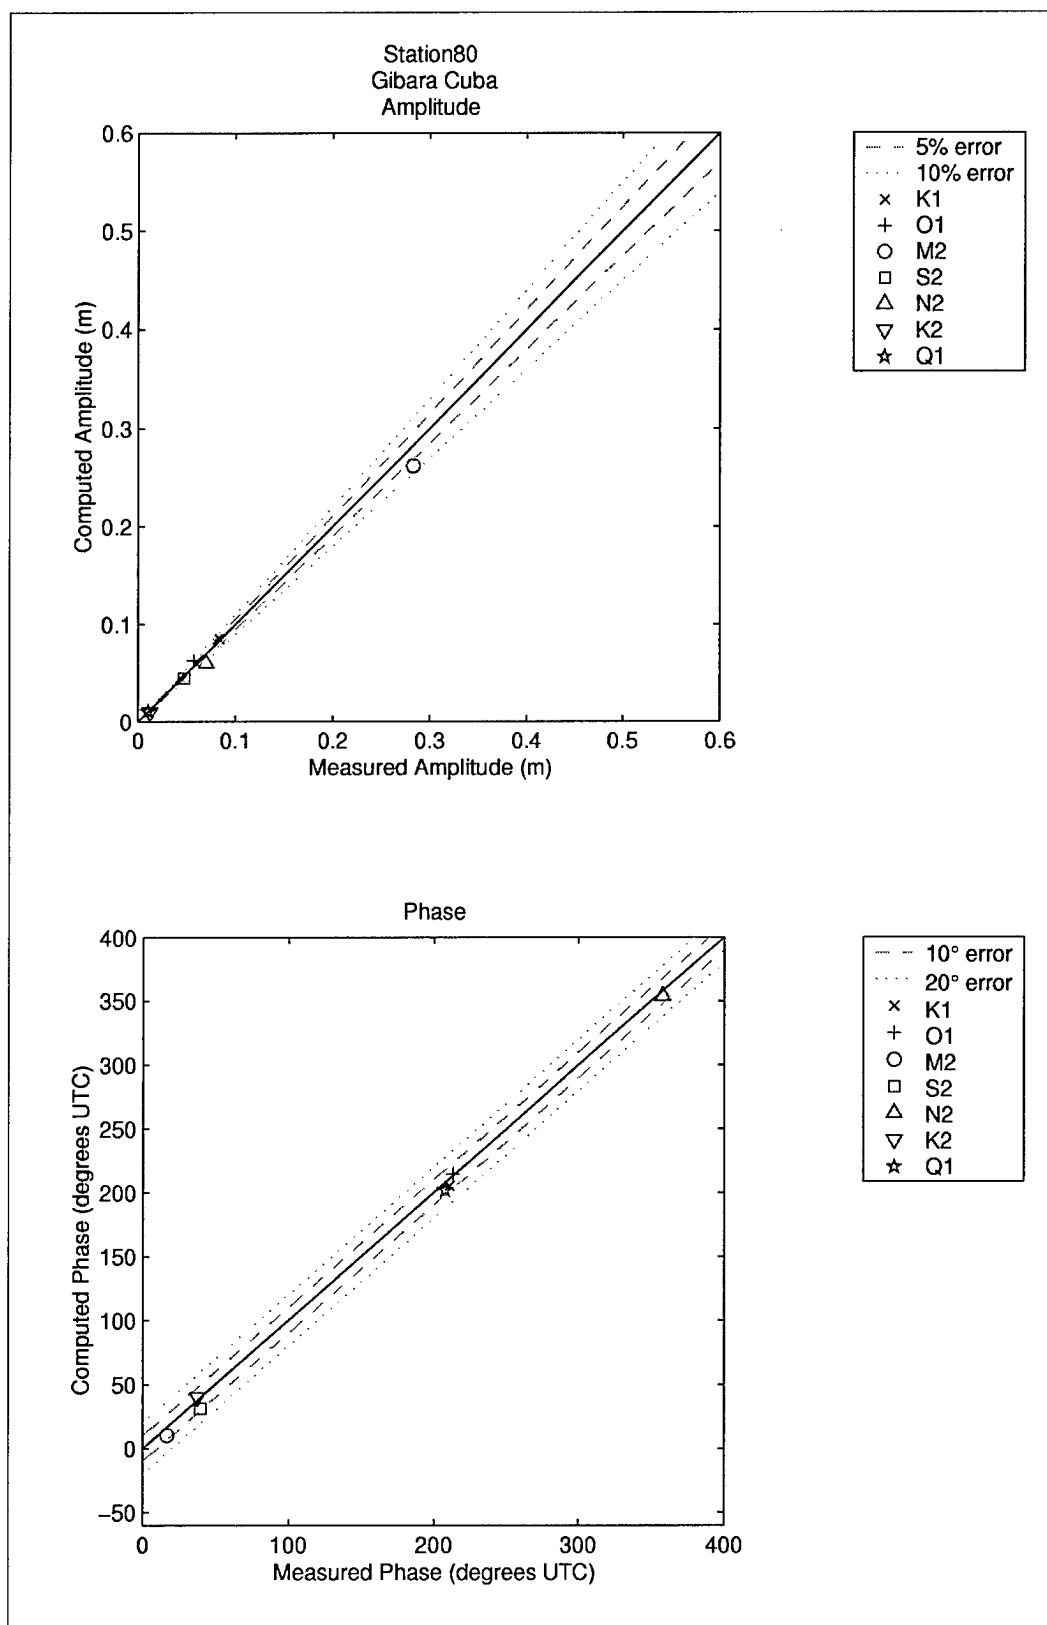 Station80
Gibara Cuba
Amplitude
0.6
0.5
0.4
0.3
0.2
0.1
0
Computed Amplitude (m)
0 0.1 0.2 0.3 0.4 0.5 0.6
Measured Amplitude (m)
5% error
10% error
K1
O1
M2
S2
N2
K2
Q1
Phase
400
350
300
250
200
150
100
50
0
−50
Computed Phase (degrees UTC)
0 100 200 300 400
Measured Phase (degrees UTC)
10° error
20° error
K1
O1
M2
S2
N2
K2
Q1